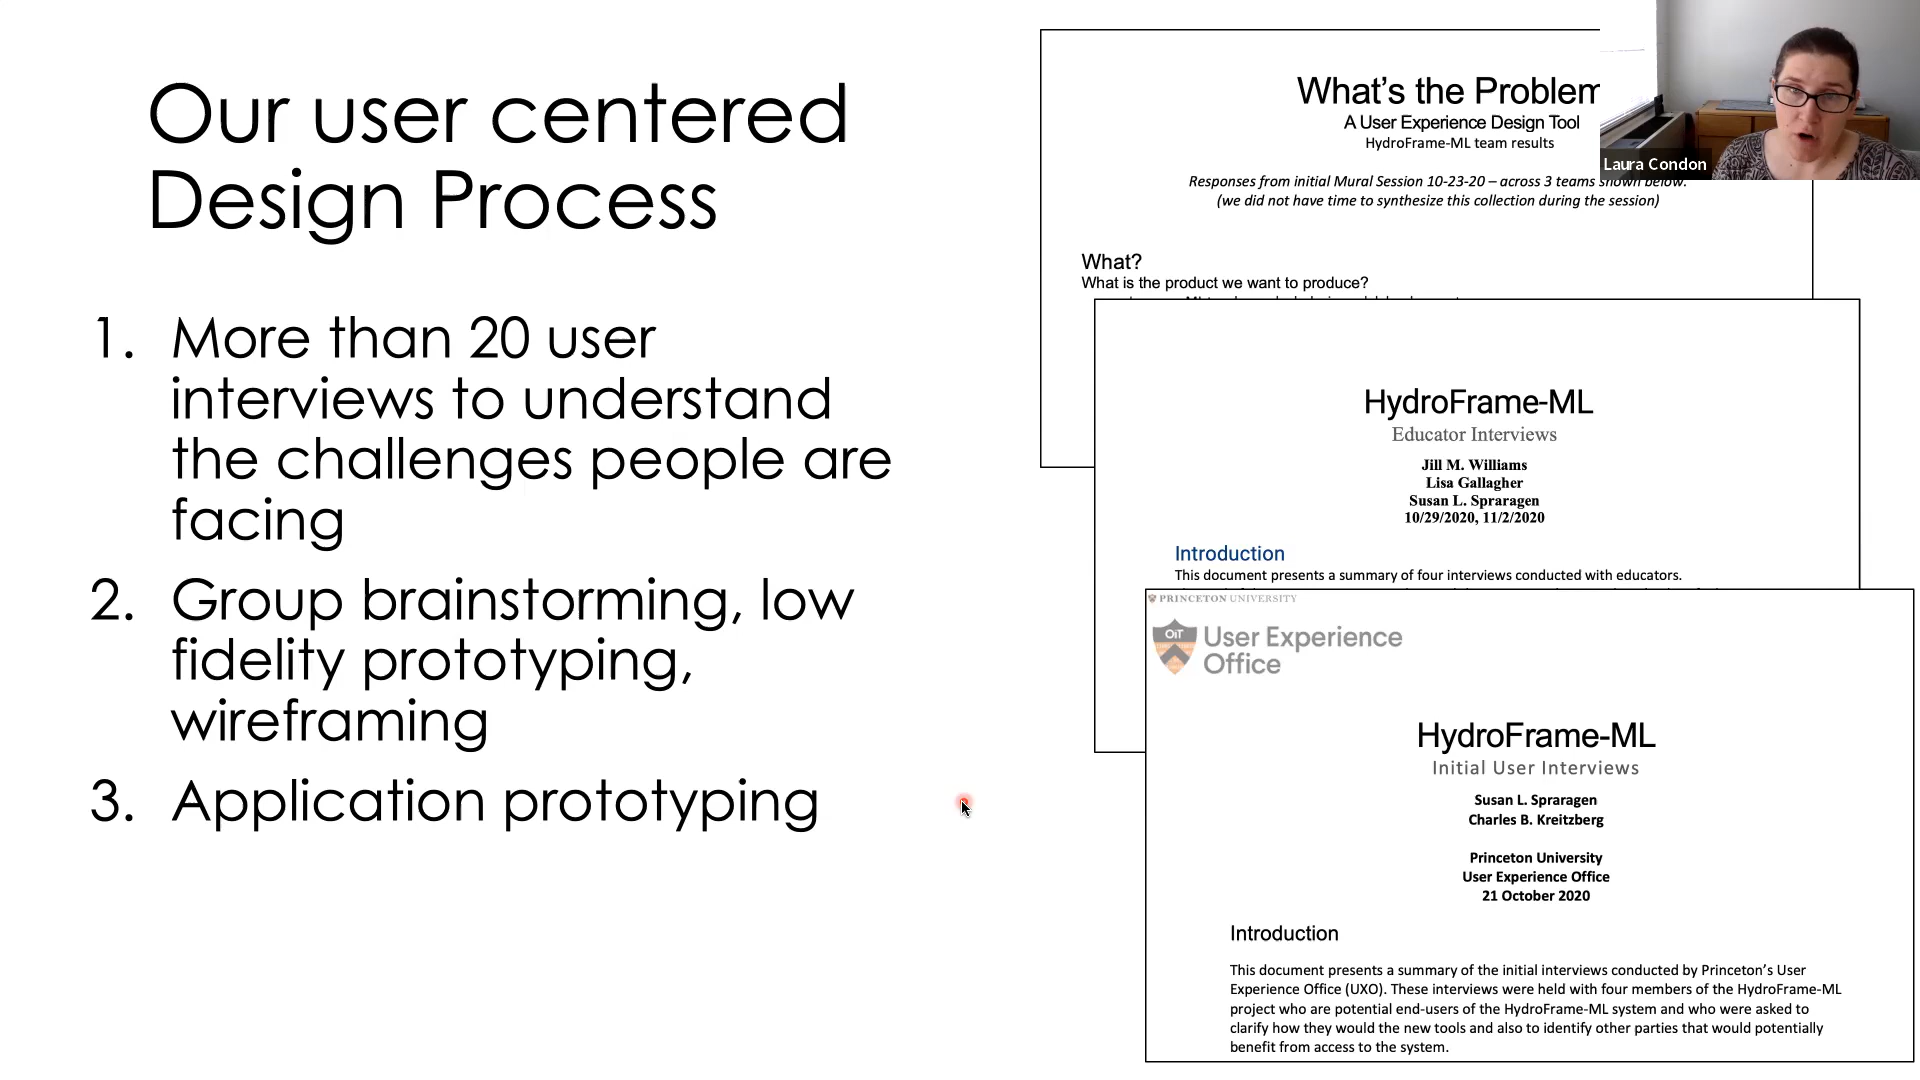 Our user centered
Design Process
1. More than 20 user
interviews to understand
the challenges people are
facing
2. Group brainstorming, low
fidelity prototyping,
wireframing
3. Application prototyping
What's the Problem
A User Experience Design Tool
HydroFrame-ML team results
Responses from initial Mural Session 10-23-20 – across 3 teams shown below.
(we did not have time to synthesize this collection during the session)
What?
What is the product we want to produce?
Laura Condon
HydroFrame-ML
Educator Interviews
Jill M. Williams
Lisa Gallagher
Susan L. Spraragen
10/29/2020, 11/2/2020
Introduction
This document presents a summary of four interviews conducted with educators.
PRINCETON UNIVERSITY
OiT
User Experience
Office
HydroFrame-ML
Initial User Interviews
Susan L. Spraragen
Charles B. Kreitzberg
Princeton University
User Experience Office
21 October 2020
Introduction
This document presents a summary of the initial interviews conducted by Princeton's User
Experience Office (UXO). These interviews were held with four members of the HydroFrame-ML
project who are potential end-users of the HydroFrame-ML system and who were asked to
clarify how they would the new tools and also to identify other parties that would potentially
benefit from access to the system.